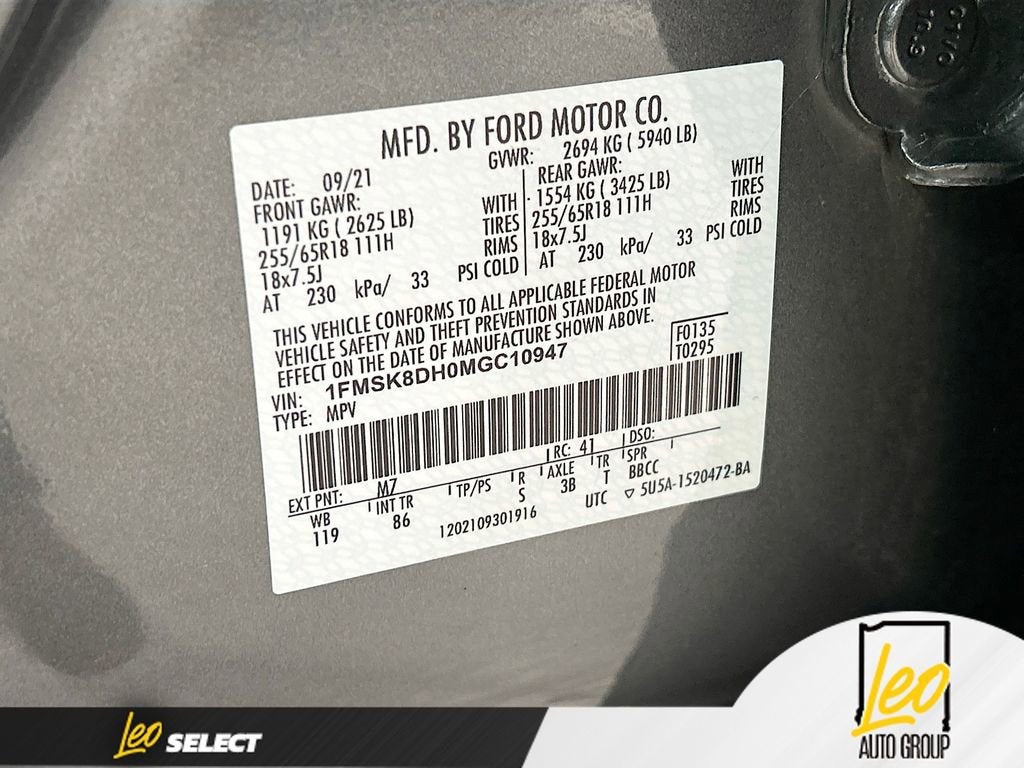 MFD. BY FORD MOTOR CO.
DATE: 09/21 GVWR: 2694 KG ( 5940 LB)
FRONT GAWR: REAR GAWR:
1191 KG ( 2625 LB) WITH 1554 KG ( 3425 LB) WITH
255/65R18 111H TIRES 255/65R18 111H TIRES
18x7.5J RIMS 18x7.5J RIMS
AT 230 kPa/ 33 PSI COLD AT 230 kPa/ 33 PSI COLD
THIS VEHICLE CONFORMS TO ALL APPLICABLE FEDERAL MOTOR
VEHICLE SAFETY AND THEFT PREVENTION STANDARDS IN
EFFECT ON THE DATE OF MANUFACTURE SHOWN ABOVE.
VIN: 1FMSK8DH0MGC10947 F0135
TYPE: MPV T0295
EXT PNT: M7 RC: 41 DSO:
WB INT TR TP/PS R AXLE TR SPR
119 86 S 3B T BBCC
1202109301916 UTC ▽ 5U5A-1520472-BA
Leo SELECT
Leo
AUTO GROUP